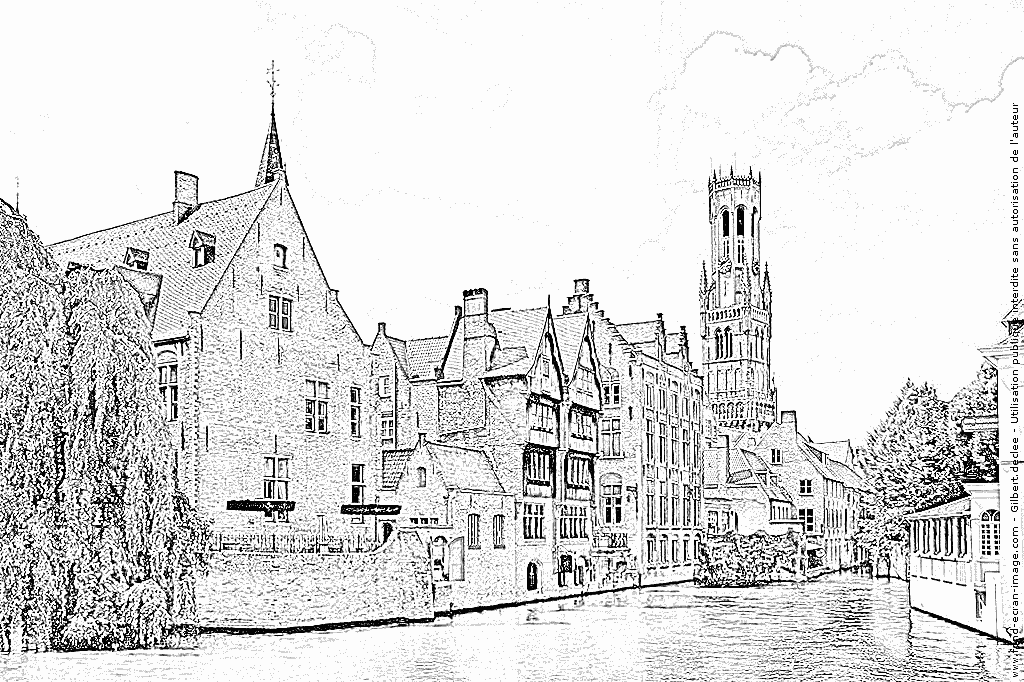 www.fond-ecran-image.com - Gilbert declee - Utilisation publique interdite sans autorisation de l'auteur